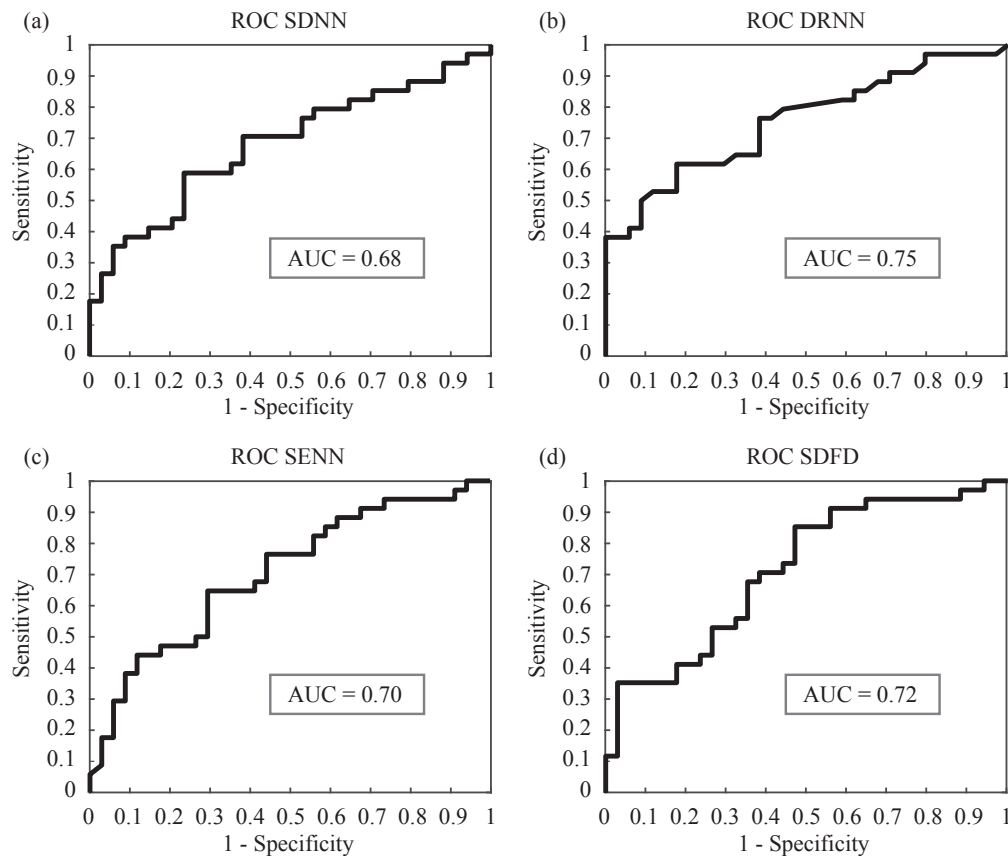 (a)
ROC SDNN
1
0.9
0.8
0.7
0.6
0.5
0.4
0.3
0.2
0.1
0
Sensitivity
AUC = 0.68
0 0.1 0.2 0.3 0.4 0.5 0.6 0.7 0.8 0.9 1
1 - Specificity
(b)
ROC DRNN
1
0.9
0.8
0.7
0.6
0.5
0.4
0.3
0.2
0.1
0
Sensitivity
AUC = 0.75
0 0.1 0.2 0.3 0.4 0.5 0.6 0.7 0.8 0.9 1
1 - Specificity
(c)
ROC SENN
1
0.9
0.8
0.7
0.6
0.5
0.4
0.3
0.2
0.1
0
Sensitivity
AUC = 0.70
0 0.1 0.2 0.3 0.4 0.5 0.6 0.7 0.8 0.9 1
1 - Specificity
(d)
ROC SDFD
1
0.9
0.8
0.7
0.6
0.5
0.4
0.3
0.2
0.1
0
Sensitivity
AUC = 0.72
0 0.1 0.2 0.3 0.4 0.5 0.6 0.7 0.8 0.9 1
1 - Specificity